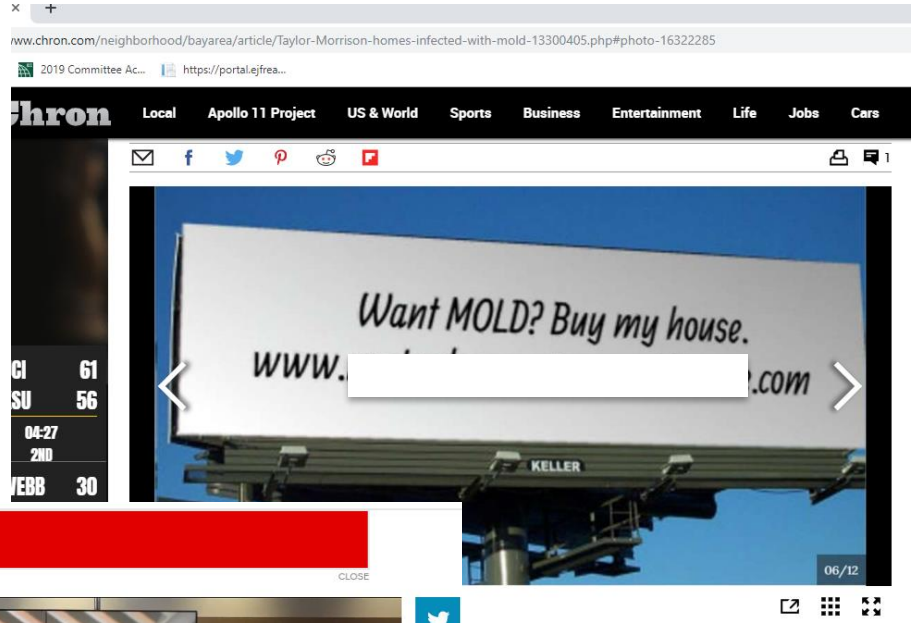 × +
www.chron.com/neighborhood/bayarea/article/Taylor-Morrison-homes-infected-with-mold-13300405.php#photo-16322285
2019 Committee Ac... https://portal.ejfrea...
Chron Local Apollo 11 Project US & World Sports Business Entertainment Life Jobs Cars
1
Want MOLD? Buy my house.
www. .com
61
56
04:27
2ND
30
KELLER
CLOSE
06/12